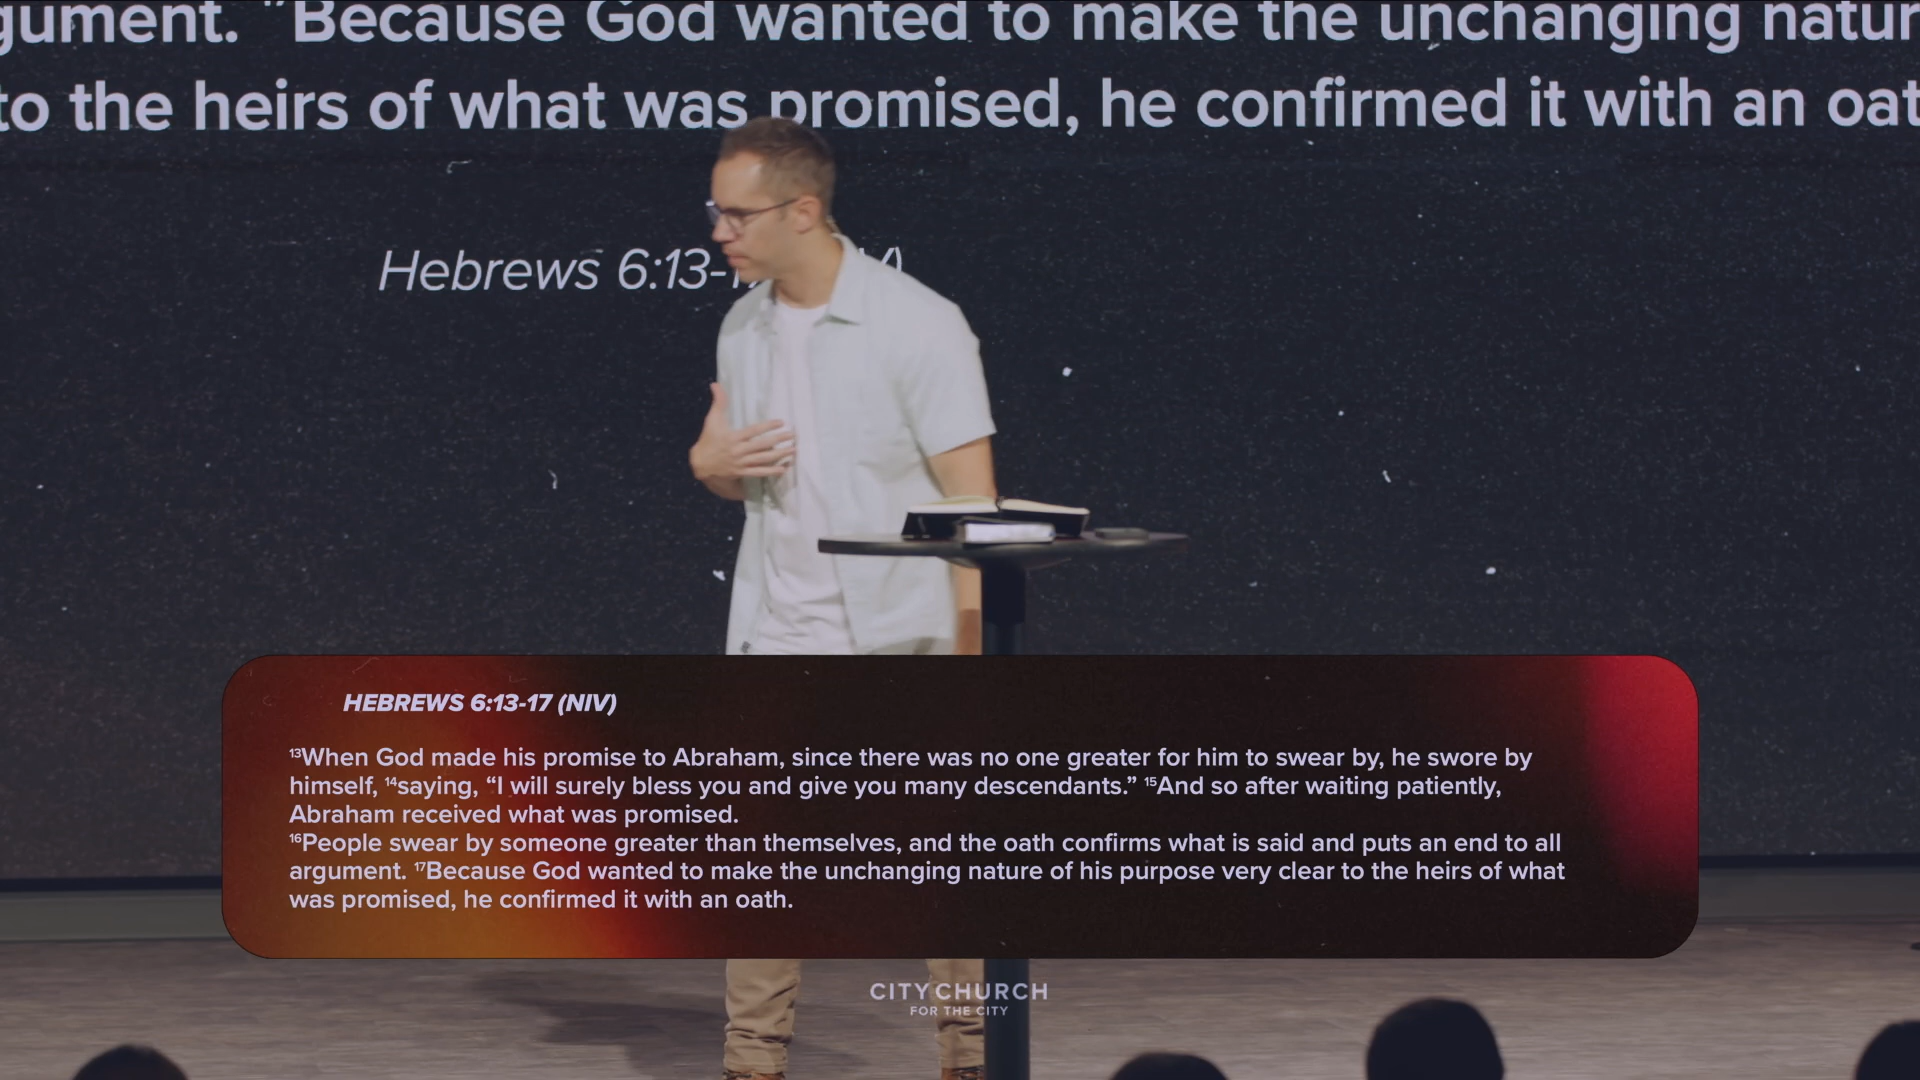 gument. "Because God wanted to make the unchanging natur
to the heirs of what was promised, he confirmed it with an oat
Hebrews 6:13-
HEBREWS 6:13-17 (NIV)
¹³When God made his promise to Abraham, since there was no one greater for him to swear by, he swore by
himself, ¹⁴saying, “I will surely bless you and give you many descendants.” ¹⁵And so after waiting patiently,
Abraham received what was promised.
¹⁶People swear by someone greater than themselves, and the oath confirms what is said and puts an end to all
argument. ¹⁷Because God wanted to make the unchanging nature of his purpose very clear to the heirs of what
was promised, he confirmed it with an oath.
CITY CHURCH
FOR THE CITY